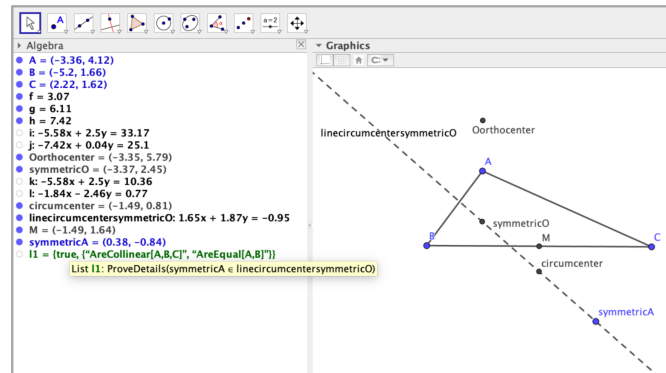 A
a=2
Algebra
Graphics
A = (−3.36, 4.12)
B = (−5.2, 1.66)
C = (2.22, 1.62)
f = 3.07
g = 6.11
h = 7.42
i: −5.58x + 2.5y = 33.17
j: −7.42x + 0.04y = 25.1
Oorthocenter = (−3.35, 5.79)
symmetricO = (−3.37, 2.45)
k: −5.58x + 2.5y = 10.36
l: −1.84x − 2.46y = 0.77
circumcenter = (−1.49, 0.81)
linecircumcentersymmetricO: 1.65x + 1.87y = −0.95
M = (−1.49, 1.64)
symmetricA = (0.38, −0.84)
l1 = {true, {“AreCollinear[A,B,C]”, “AreEqual[A,B]”}}
List l1: ProveDetails(symmetricA ∈ linecircumcentersymmetricO)
linecircumcentersymmetricO
Oorthocenter
A
symmetricO
B
M
C
circumcenter
symmetricA